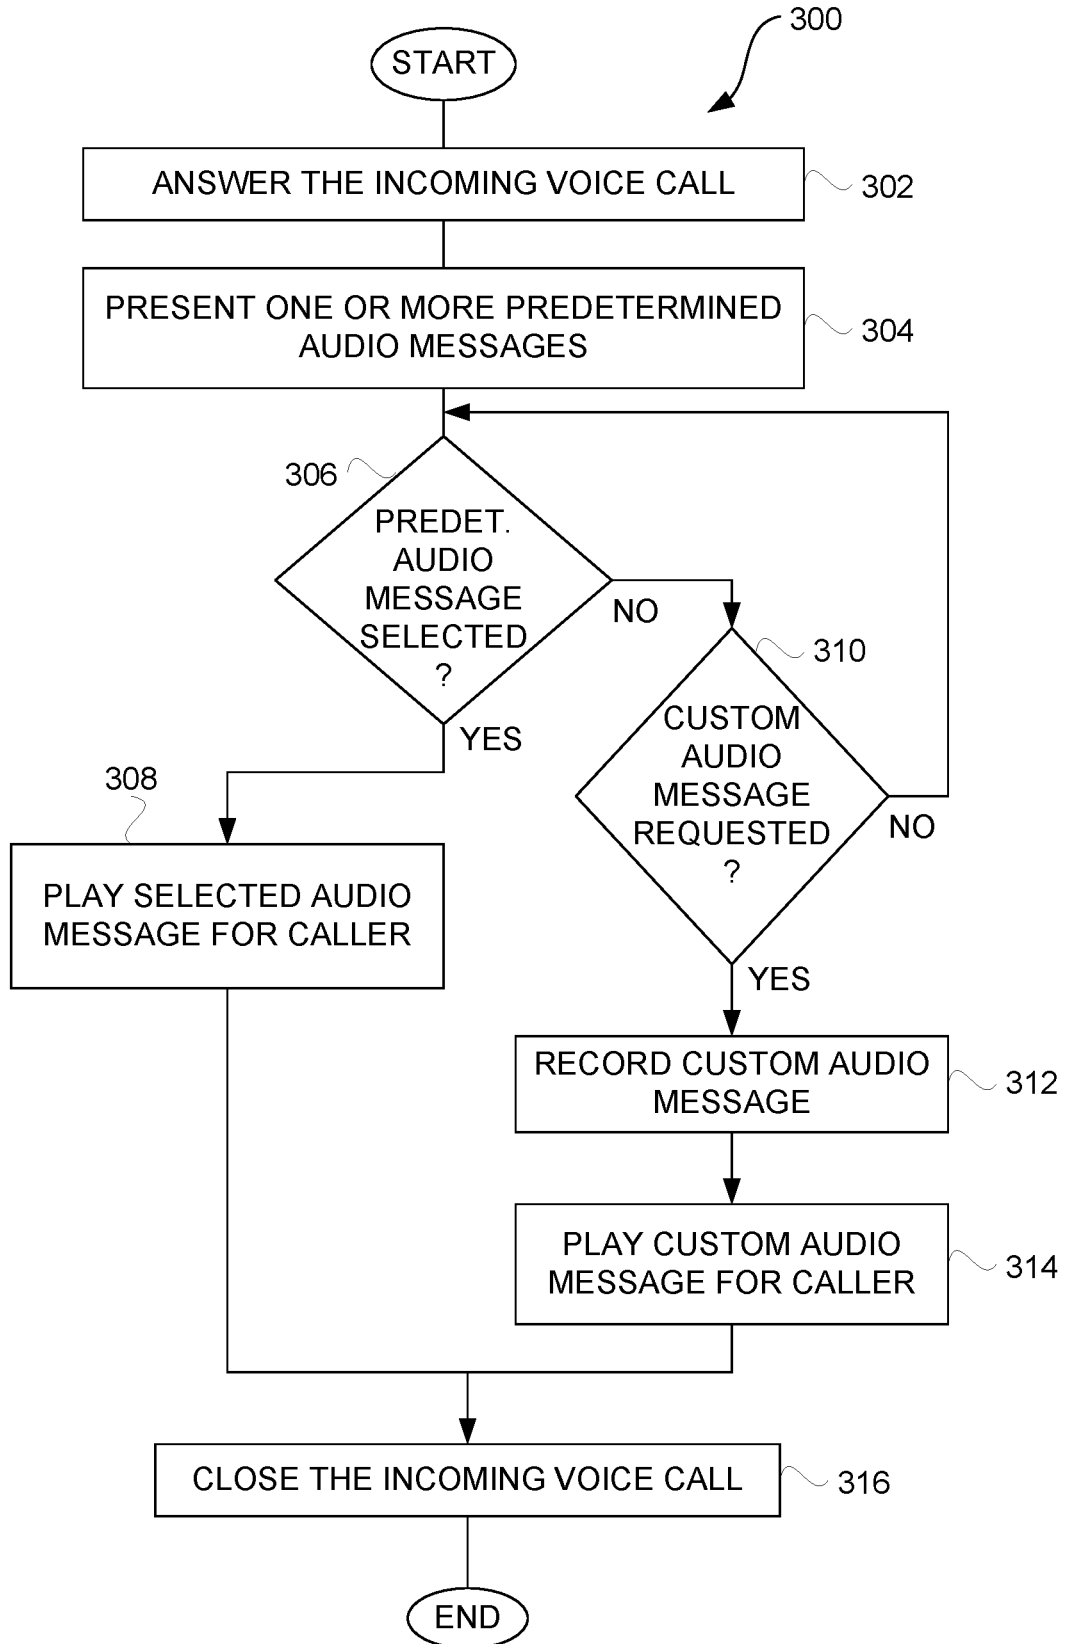 300
START
ANSWER THE INCOMING VOICE CALL
302
PRESENT ONE OR MORE PREDETERMINED
AUDIO MESSAGES
304
306
PREDET.
AUDIO
MESSAGE
SELECTED
?
NO
YES
310
CUSTOM
AUDIO
MESSAGE
REQUESTED
?
NO
YES
308
PLAY SELECTED AUDIO
MESSAGE FOR CALLER
RECORD CUSTOM AUDIO
MESSAGE
312
PLAY CUSTOM AUDIO
MESSAGE FOR CALLER
314
CLOSE THE INCOMING VOICE CALL
316
END